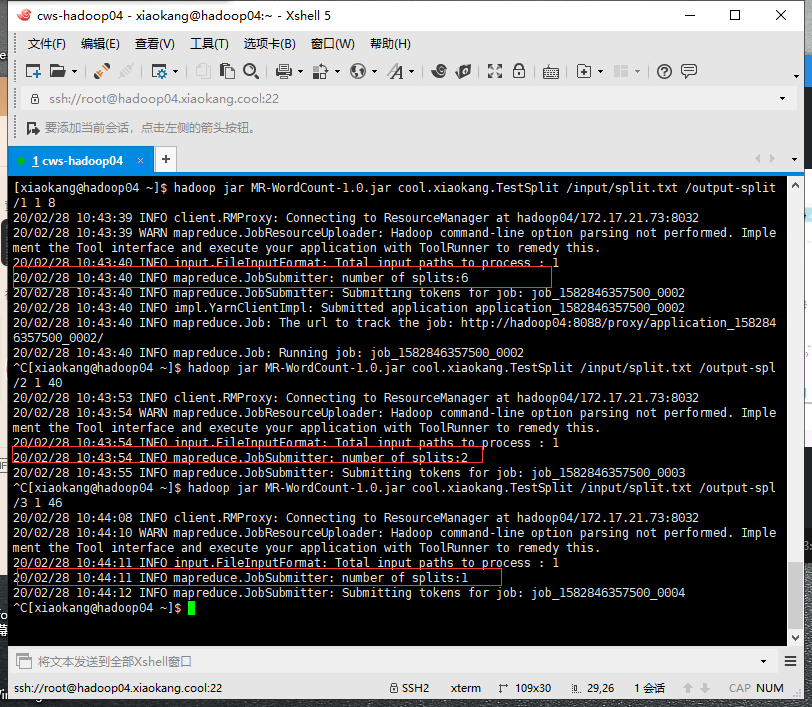 cws-hadoop04 - xiaokang@hadoop04:~ - Xshell 5
文件(F) 编辑(E) 查看(V) 工具(T) 选项卡(B) 窗口(W) 帮助(H)
ssh://root@hadoop04.xiaokang.cool:22
要添加当前会话，点击左侧的箭头按钮。
1 cws-hadoop04 × +
[xiaokang@hadoop04 ~]$ hadoop jar MR-WordCount-1.0.jar cool.xiaokang.TestSplit /input/split.txt /output-split
/1 1 8
20/02/28 10:43:39 INFO client.RMProxy: Connecting to ResourceManager at hadoop04/172.17.21.73:8032
20/02/28 10:43:39 WARN mapreduce.JobResourceUploader: Hadoop command-line option parsing not performed. Imple
ment the Tool interface and execute your application with ToolRunner to remedy this.
20/02/28 10:43:40 INFO input.FileInputFormat: Total input paths to process : 1
20/02/28 10:43:40 INFO mapreduce.JobSubmitter: number of splits:6
20/02/28 10:43:40 INFO mapreduce.JobSubmitter: Submitting tokens for job: job_1582846357500_0002
20/02/28 10:43:40 INFO impl.YarnClientImpl: Submitted application application_1582846357500_0002
20/02/28 10:43:40 INFO mapreduce.Job: The url to track the job: http://hadoop04:8088/proxy/application_158284
6357500_0002/
20/02/28 10:43:40 INFO mapreduce.Job: Running job: job_1582846357500_0002
^C[xiaokang@hadoop04 ~]$ hadoop jar MR-WordCount-1.0.jar cool.xiaokang.TestSplit /input/split.txt /output-spl
/2 1 40
20/02/28 10:43:53 INFO client.RMProxy: Connecting to ResourceManager at hadoop04/172.17.21.73:8032
20/02/28 10:43:54 WARN mapreduce.JobResourceUploader: Hadoop command-line option parsing not performed. Imple
ment the Tool interface and execute your application with ToolRunner to remedy this.
20/02/28 10:43:54 INFO input.FileInputFormat: Total input paths to process : 1
20/02/28 10:43:54 INFO mapreduce.JobSubmitter: number of splits:2
20/02/28 10:43:55 INFO mapreduce.JobSubmitter: Submitting tokens for job: job_1582846357500_0003
^C[xiaokang@hadoop04 ~]$ hadoop jar MR-WordCount-1.0.jar cool.xiaokang.TestSplit /input/split.txt /output-spl
/3 1 46
20/02/28 10:44:08 INFO client.RMProxy: Connecting to ResourceManager at hadoop04/172.17.21.73:8032
20/02/28 10:44:10 WARN mapreduce.JobResourceUploader: Hadoop command-line option parsing not performed. Imple
ment the Tool interface and execute your application with ToolRunner to remedy this.
20/02/28 10:44:11 INFO input.FileInputFormat: Total input paths to process : 1
20/02/28 10:44:11 INFO mapreduce.JobSubmitter: number of splits:1
20/02/28 10:44:12 INFO mapreduce.JobSubmitter: Submitting tokens for job: job_1582846357500_0004
^C[xiaokang@hadoop04 ~]$
将文本发送到全部Xshell窗口
ssh://root@hadoop04.xiaokang.cool:22 SSH2 xterm 109x30 29,26 1 会话 CAP NUM